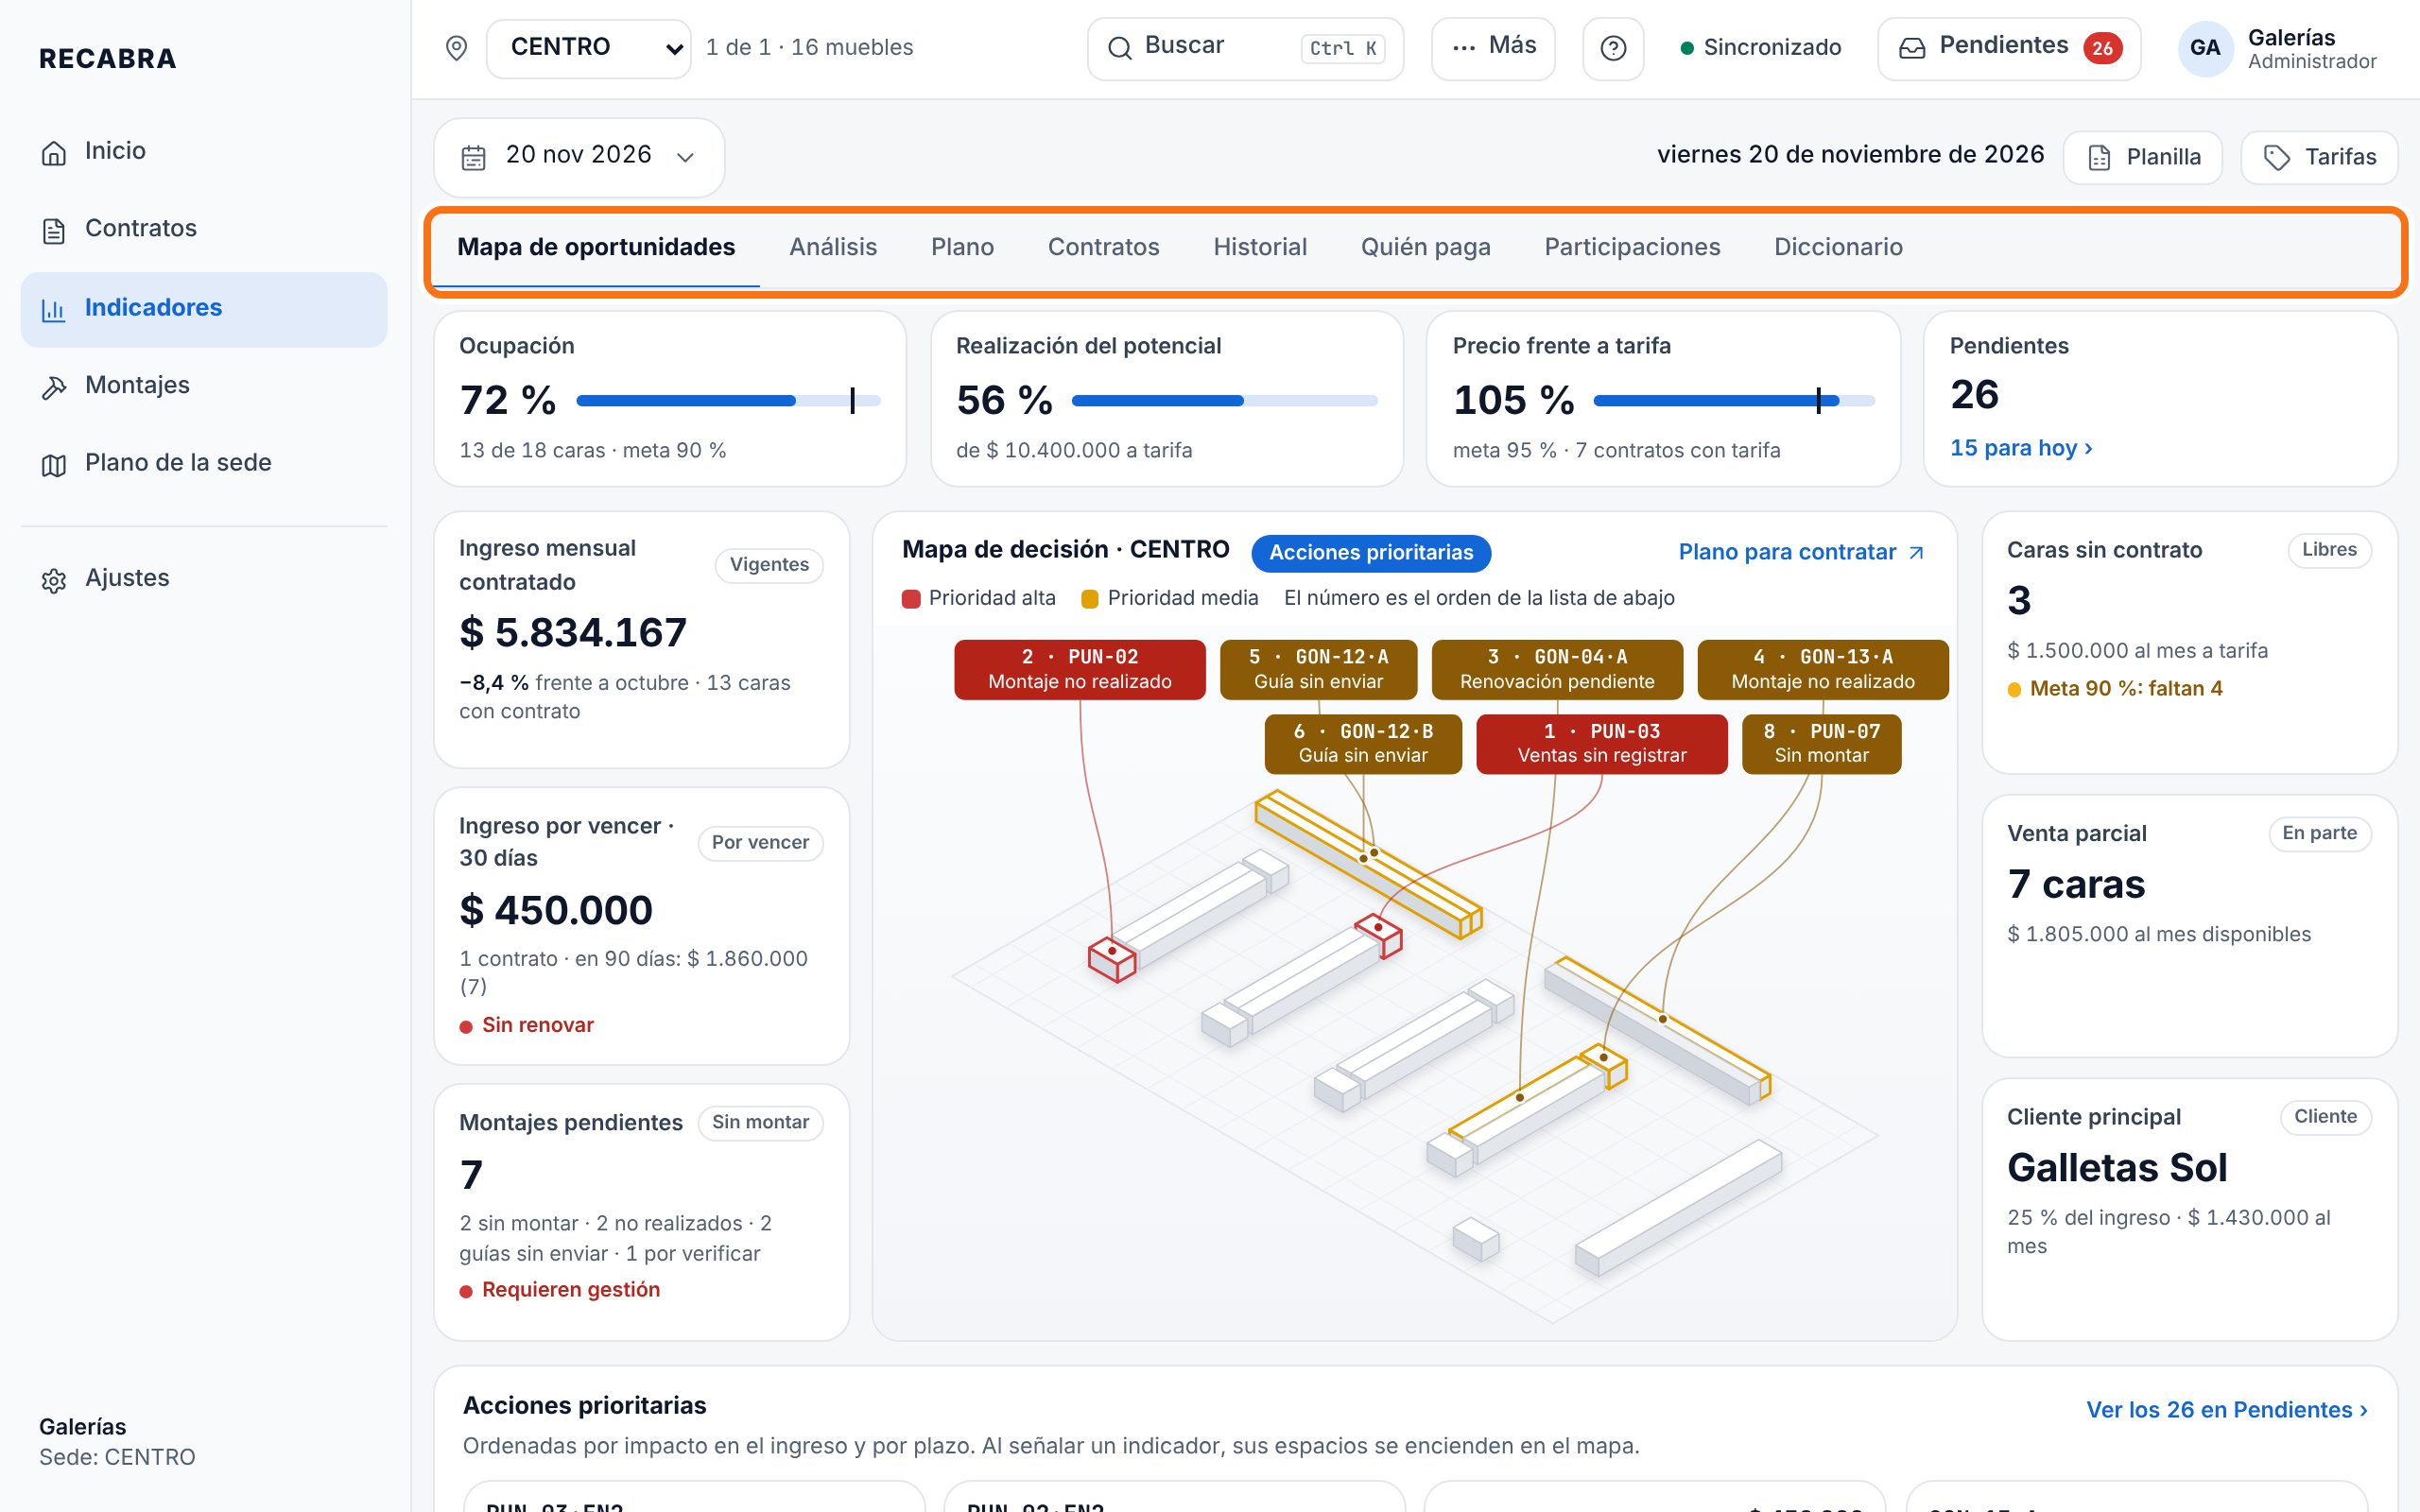 RECABRA
Inicio
Contratos
Indicadores
Montajes
Plano de la sede
Ajustes
Galerías
Sede: CENTRO
CENTRO
1 de 1 · 16 muebles
Buscar
Ctrl K
Más
Sincronizado
Pendientes
26
GA
Galerías
Administrador
20 nov 2026
viernes 20 de noviembre de 2026
Planilla
Tarifas
Mapa de oportunidades
Análisis
Plano
Contratos
Historial
Quién paga
Participaciones
Diccionario
Ocupación
72 %
13 de 18 caras · meta 90 %
Realización del potencial
56 %
de $ 10.400.000 a tarifa
Precio frente a tarifa
105 %
meta 95 % · 7 contratos con tarifa
Pendientes
26
15 para hoy ›
Ingreso mensual
contratado
Vigentes
$ 5.834.167
−8,4 % frente a octubre · 13 caras
con contrato
Ingreso por vencer ·
30 días
Por vencer
$ 450.000
1 contrato · en 90 días: $ 1.860.000
(7)
Sin renovar
Montajes pendientes
Sin montar
7
2 sin montar · 2 no realizados · 2
guías sin enviar · 1 por verificar
Requieren gestión
Mapa de decisión · CENTRO
Acciones prioritarias
Plano para contratar
Prioridad alta
Prioridad media
El número es el orden de la lista de abajo
2 · PUN-02
Montaje no realizado
5 · GON-12·A
Guía sin enviar
3 · GON-04·A
Renovación pendiente
4 · GON-13·A
Montaje no realizado
6 · GON-12·B
Guía sin enviar
1 · PUN-03
Ventas sin registrar
8 · PUN-07
Sin montar
Caras sin contrato
Libres
3
$ 1.500.000 al mes a tarifa
Meta 90 %: faltan 4
Venta parcial
En parte
7 caras
$ 1.805.000 al mes disponibles
Cliente principal
Cliente
Galletas Sol
25 % del ingreso · $ 1.430.000 al
mes
Acciones prioritarias
Ver los 26 en Pendientes ›
Ordenadas por impacto en el ingreso y por plazo. Al señalar un indicador, sus espacios se encienden en el mapa.